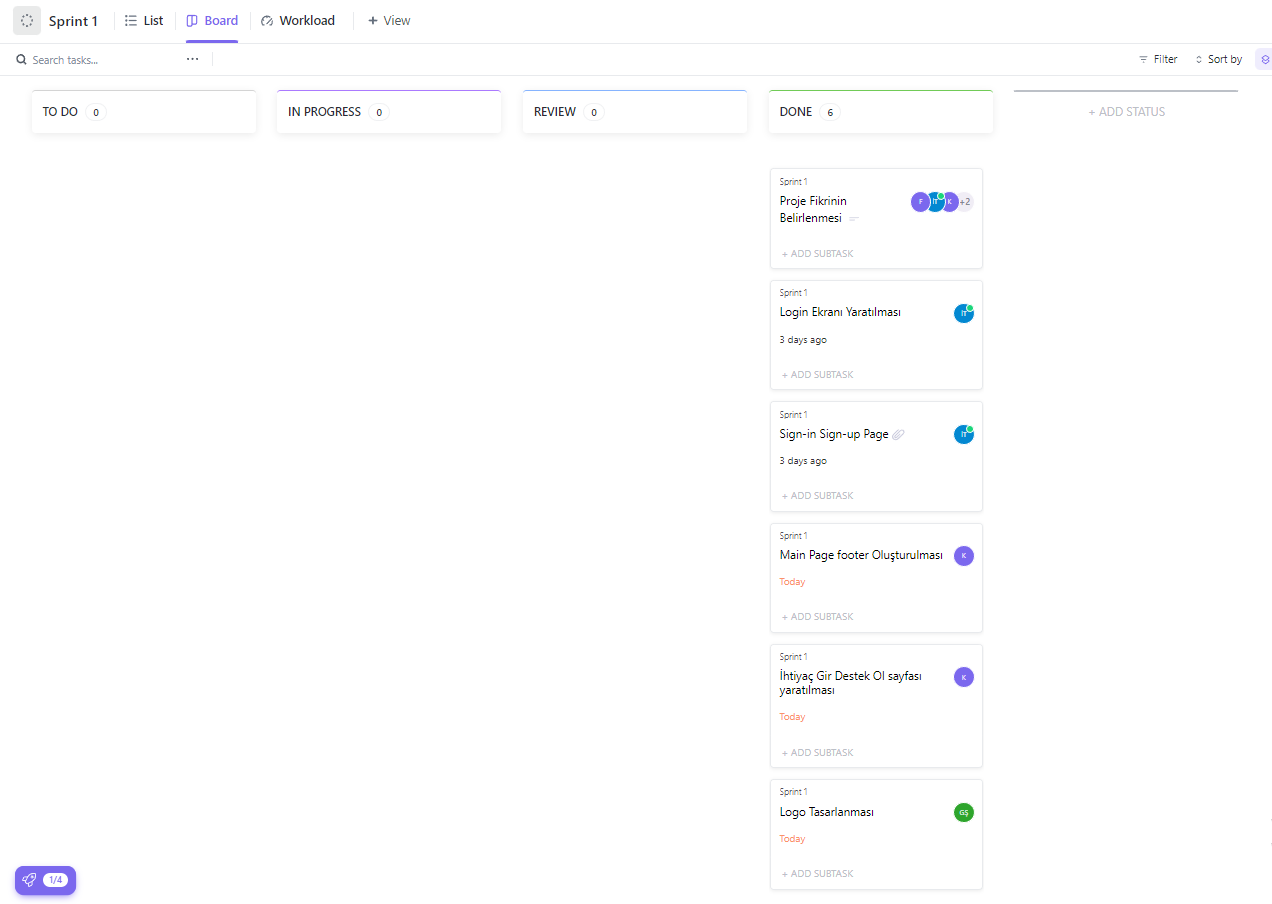 Sprint 1
List
Board
Workload
+ View
Search tasks...
Filter
Sort by
TO DO 0
IN PROGRESS 0
REVIEW 0
DONE 6
+ ADD STATUS
Sprint 1
Proje Fikrinin
Belirlenmesi
F İT K +2
+ ADD SUBTASK
Sprint 1
Login Ekranı Yaratılması
İT
3 days ago
+ ADD SUBTASK
Sprint 1
Sign-in Sign-up Page
İT
3 days ago
+ ADD SUBTASK
Sprint 1
Main Page footer Oluşturulması
K
Today
+ ADD SUBTASK
Sprint 1
İhtiyaç Gir Destek Ol sayfası
yaratılması
K
Today
+ ADD SUBTASK
Sprint 1
Logo Tasarlanması
GŞ
Today
+ ADD SUBTASK
1/4